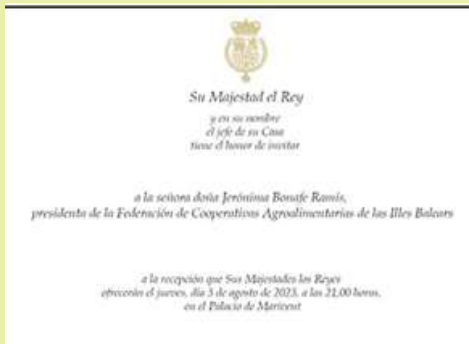 Su Majestad el Rey
y en su nombre
el jefe de su Casa
tiene el honor de invitar
a la señora doña Jerónima Bonafe Ramis,
presidenta de la Federación de Cooperativas Agroalimentarias de las Illes Balears
a la recepción que Sus Majestades los Reyes
ofrecerán el jueves, día 3 de agosto de 2023, a las 21,00 horas,
en el Palacio de Marivent